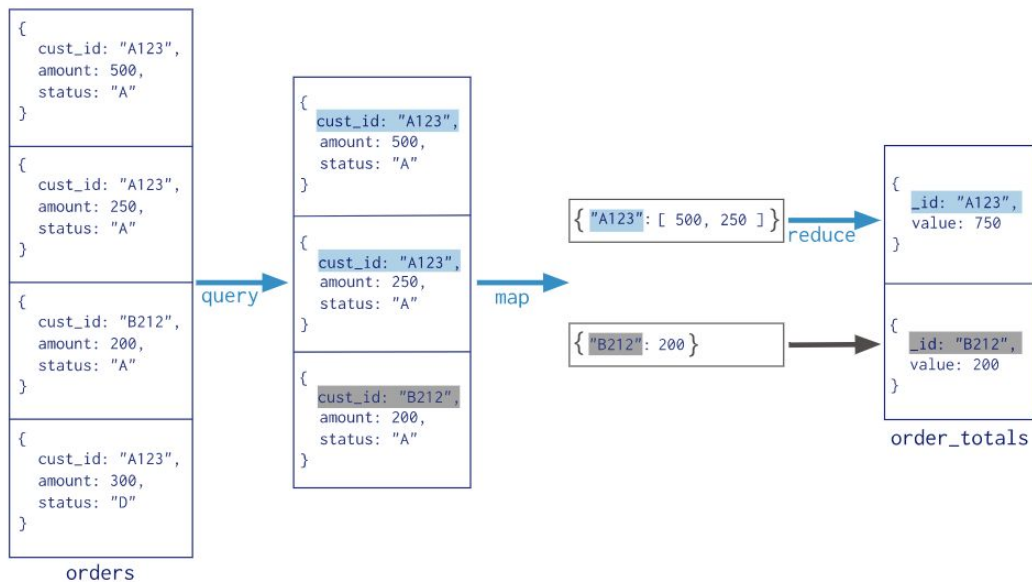 {
cust_id: "A123",
amount: 500,
status: "A"
}
{
cust_id: "A123",
amount: 250,
status: "A"
}
{
cust_id: "B212",
amount: 200,
status: "A"
}
{
cust_id: "A123",
amount: 300,
status: "D"
}
orders
query
{
cust_id: "A123",
amount: 500,
status: "A"
}
{
cust_id: "A123",
amount: 250,
status: "A"
}
{
cust_id: "B212",
amount: 200,
status: "A"
}
map
{ "A123": [ 500, 250 ] }
{ "B212": 200 }
reduce
{
_id: "A123",
value: 750
}
{
_id: "B212",
value: 200
}
order_totals